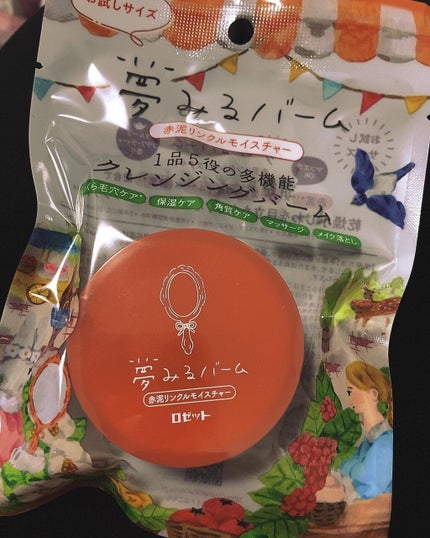 お試しサイズ
夢みるバーム
赤泥リンクルモイスチャー
1品5役の多機能
クレンジングバーム
毛穴ケア
保湿ケア
角質ケア
マッサージ
メイク落とし
夢みるバーム
赤泥リンクルモイスチャー
ロゼット